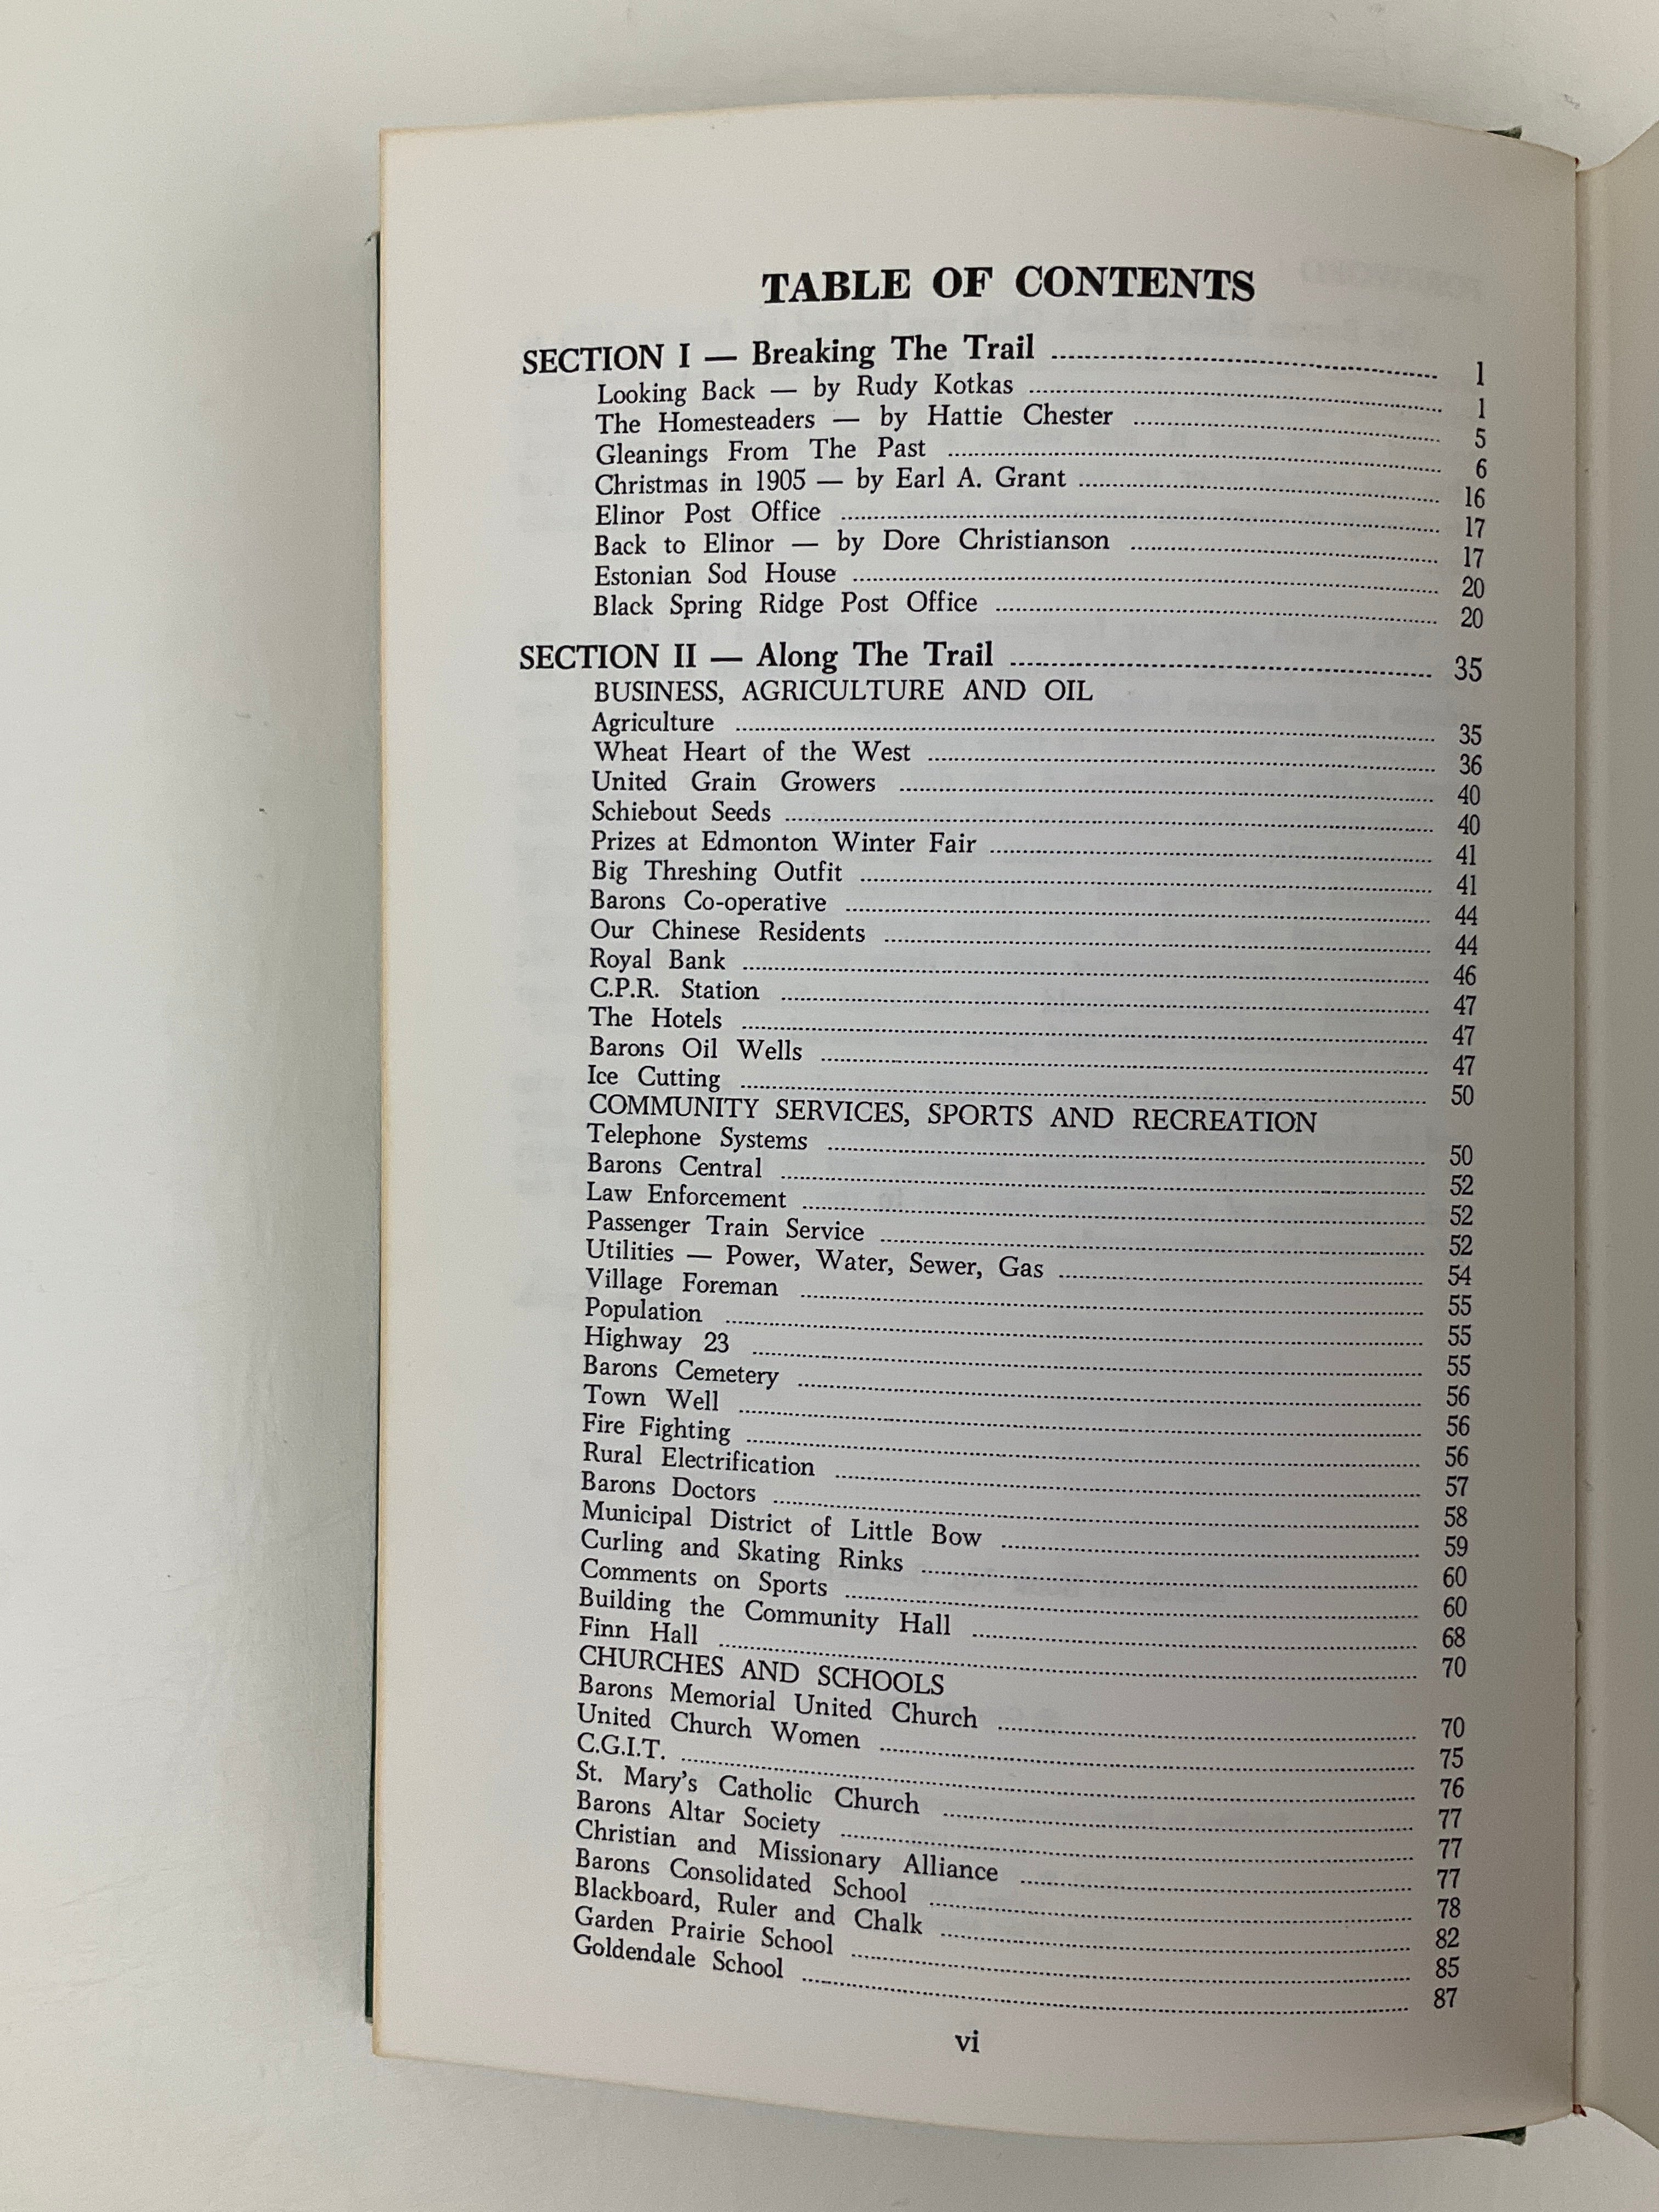 TABLE OF CONTENTS
SECTION I — Breaking The Trail ........ 1
Looking Back — by Rudy Kotkas ........ 1
The Homesteaders — by Hattie Chester ........ 5
Gleanings From The Past ........ 6
Christmas in 1905 — by Earl A. Grant ........ 16
Elinor Post Office ........ 17
Back to Elinor — by Dore Christianson ........ 17
Estonian Sod House ........ 20
Black Spring Ridge Post Office ........ 20
SECTION II — Along The Trail ........ 35
BUSINESS, AGRICULTURE AND OIL
Agriculture ........ 35
Wheat Heart of the West ........ 36
United Grain Growers ........ 40
Schiebout Seeds ........ 40
Prizes at Edmonton Winter Fair ........ 41
Big Threshing Outfit ........ 41
Barons Co-operative ........ 44
Our Chinese Residents ........ 44
Royal Bank ........ 46
C.P.R. Station ........ 47
The Hotels ........ 47
Barons Oil Wells ........ 47
Ice Cutting ........ 50
COMMUNITY SERVICES, SPORTS AND RECREATION
Telephone Systems ........ 50
Barons Central ........ 52
Law Enforcement ........ 52
Passenger Train Service ........ 52
Utilities — Power, Water, Sewer, Gas ........ 54
Village Foreman ........ 55
Population ........ 55
Highway 23 ........ 55
Barons Cemetery ........ 56
Town Well ........ 56
Fire Fighting ........ 56
Rural Electrification ........ 57
Barons Doctors ........ 58
Municipal District of Little Bow ........ 59
Curling and Skating Rinks ........ 60
Comments on Sports ........ 60
Building the Community Hall ........ 68
Finn Hall ........ 70
CHURCHES AND SCHOOLS
Barons Memorial United Church ........ 70
United Church Women ........ 75
C.G.I.T. ........ 76
St. Mary's Catholic Church ........ 77
Barons Altar Society ........ 77
Christian and Missionary Alliance ........ 77
Barons Consolidated School ........ 78
Blackboard, Ruler and Chalk ........ 82
Garden Prairie School ........ 85
Goldendale School ........ 87
vi